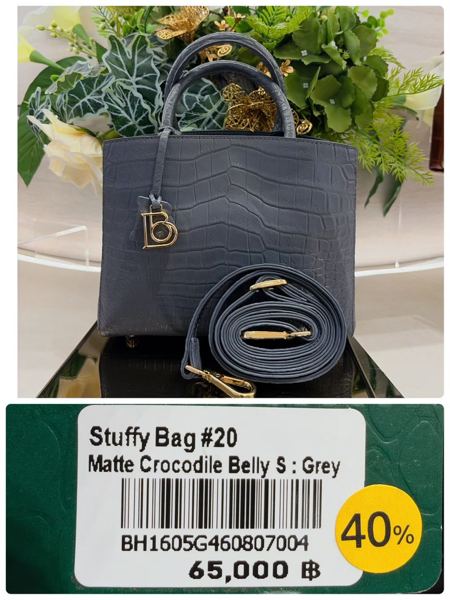 B
Stuffy Bag #20
Matte Crocodile Belly S : Grey
BH1605G460807004
65,000 ฿
40%